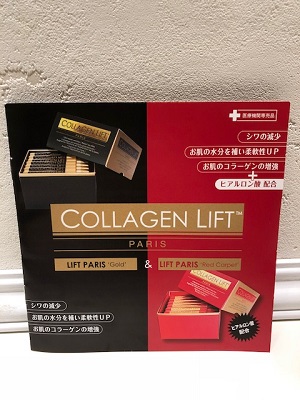 医療機関専売品
シワの減少
お肌の水分を補い柔軟性UP
お肌のコラーゲンの増強
+
ヒアルロン酸 配合
COLLAGEN LIFT
COLLAGEN LIFT™
PARIS
LIFT PARIS "Gold" & LIFT PARIS "Red Carpet"
COLLAGEN LIFT
シワの減少
お肌の水分を補い柔軟性UP
お肌のコラーゲンの増強
ヒアルロン酸
配合